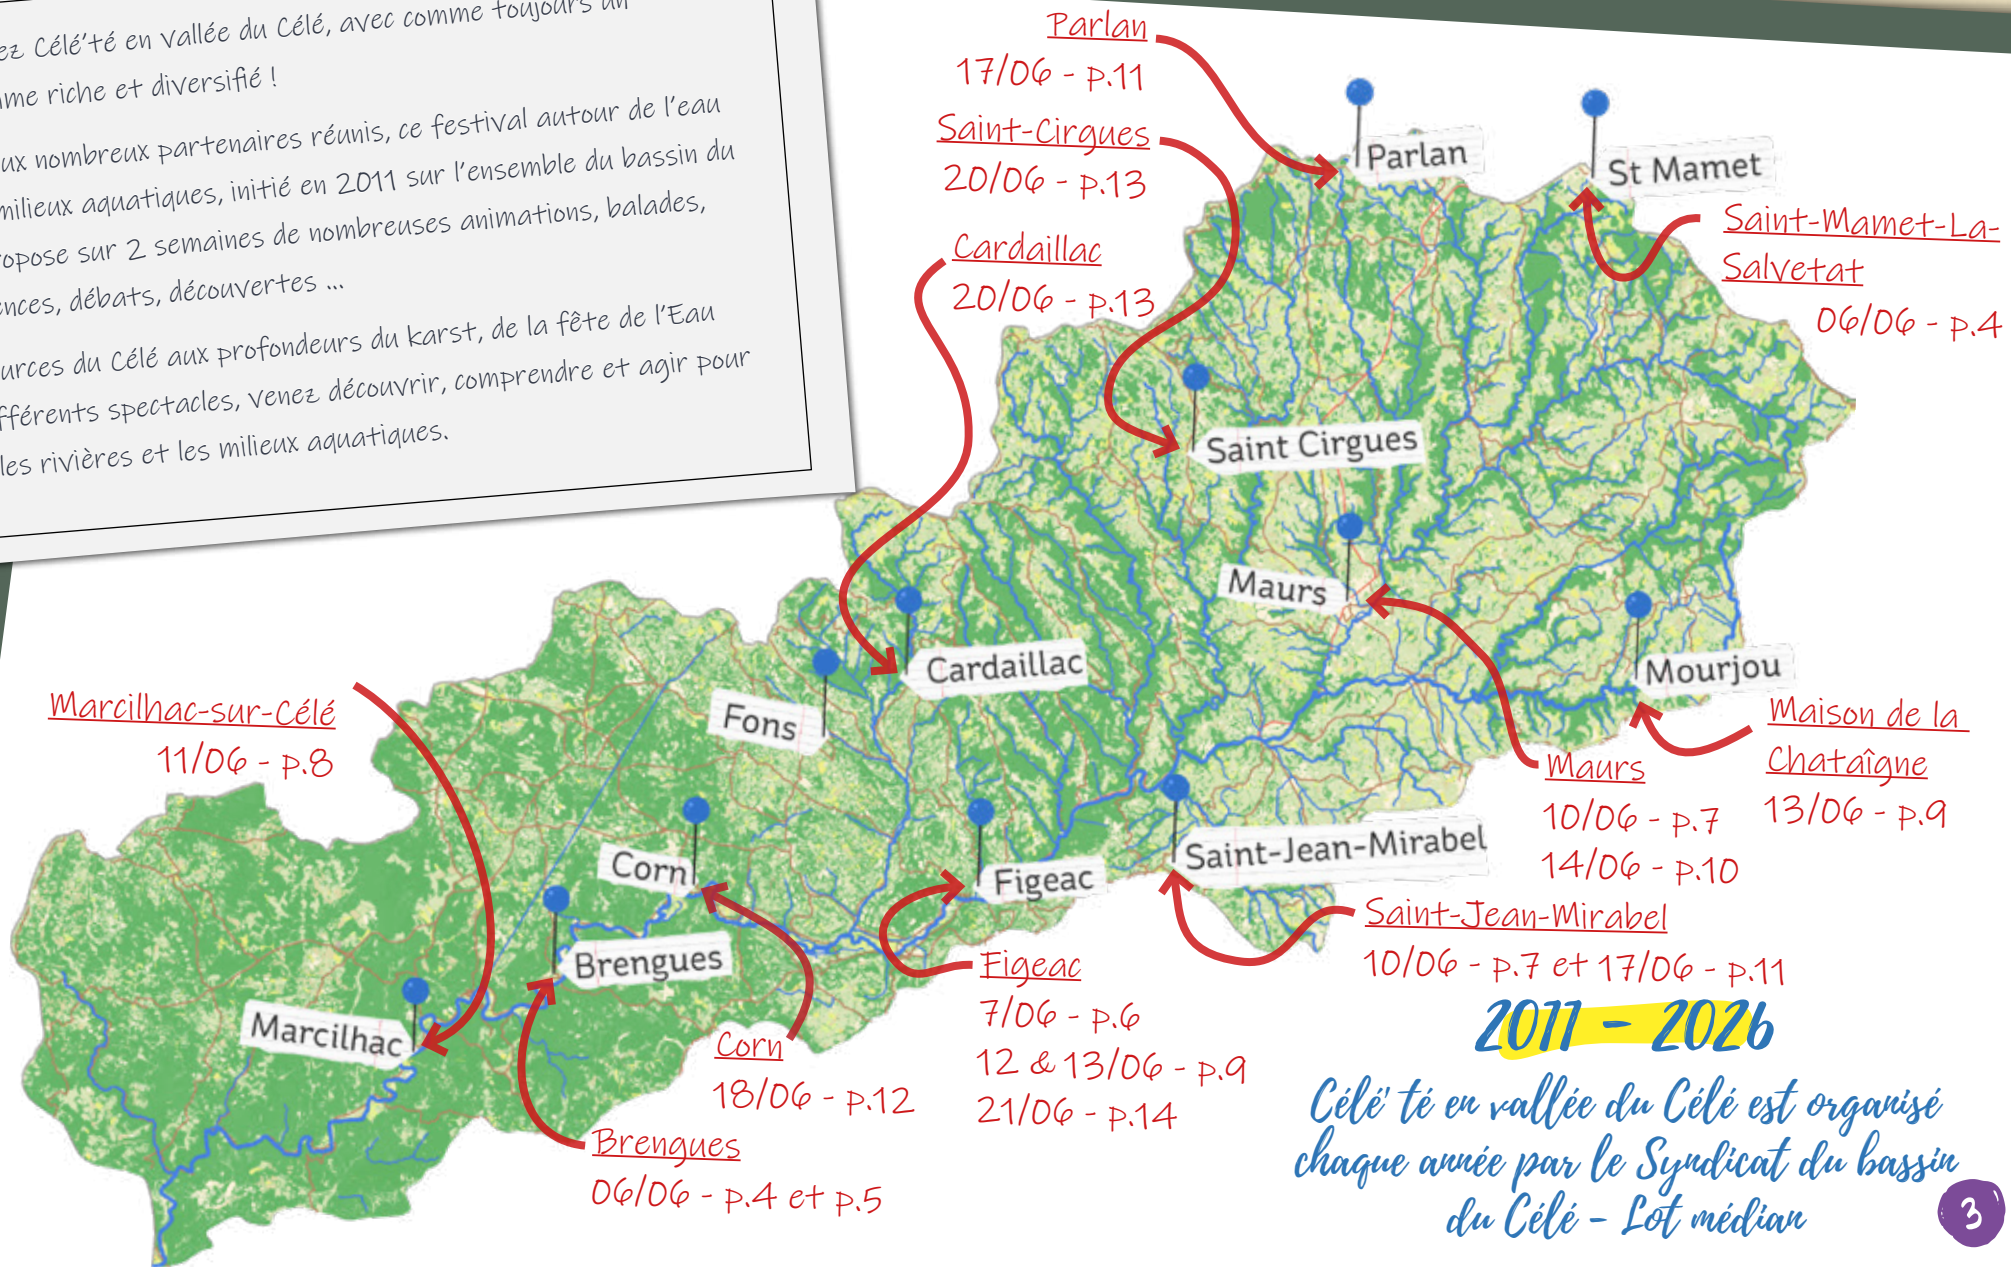 ez Célé'té en vallée du Célé, avec comme toujours un
me riche et diversifié !
ux nombreux partenaires réunis, ce festival autour de l'eau
milieux aquatiques, initié en 2011 sur l'ensemble du bassin du
opose sur 2 semaines de nombreuses animations, balades,
ences, débats, découvertes ...
urces du Célé aux profondeurs du karst, de la fête de l'Eau
fférents spectacles, venez découvrir, comprendre et agir pour
les rivières et les milieux aquatiques.
Parlan
17/06 - p.11
Saint-Cirgues
20/06 - p.13
Cardaillac
20/06 - p.13
Parlan
St Mamet
Saint-Mamet-La-
Salvetat
06/06 - p.4
Saint Cirgues
Maurs
Cardaillac
Fons
Mourjou
Marcilhac-sur-Célé
11/06 - p.8
Maison de la
Chataîgne
13/06 - p.9
Maurs
10/06 - p.7
14/06 - p.10
Corn
Figeac
Saint-Jean-Mirabel
Brengues
Marcilhac
Saint-Jean-Mirabel
10/06 - p.7 et 17/06 - p.11
Figeac
7/06 - p.6
12 & 13/06 - p.9
21/06 - p.14
Corn
18/06 - p.12
Brengues
06/06 - p.4 et p.5
2011 - 2026
Célé' té en vallée du Célé est organisé
chaque année par le Syndicat du bassin
du Célé - Lot médian
3